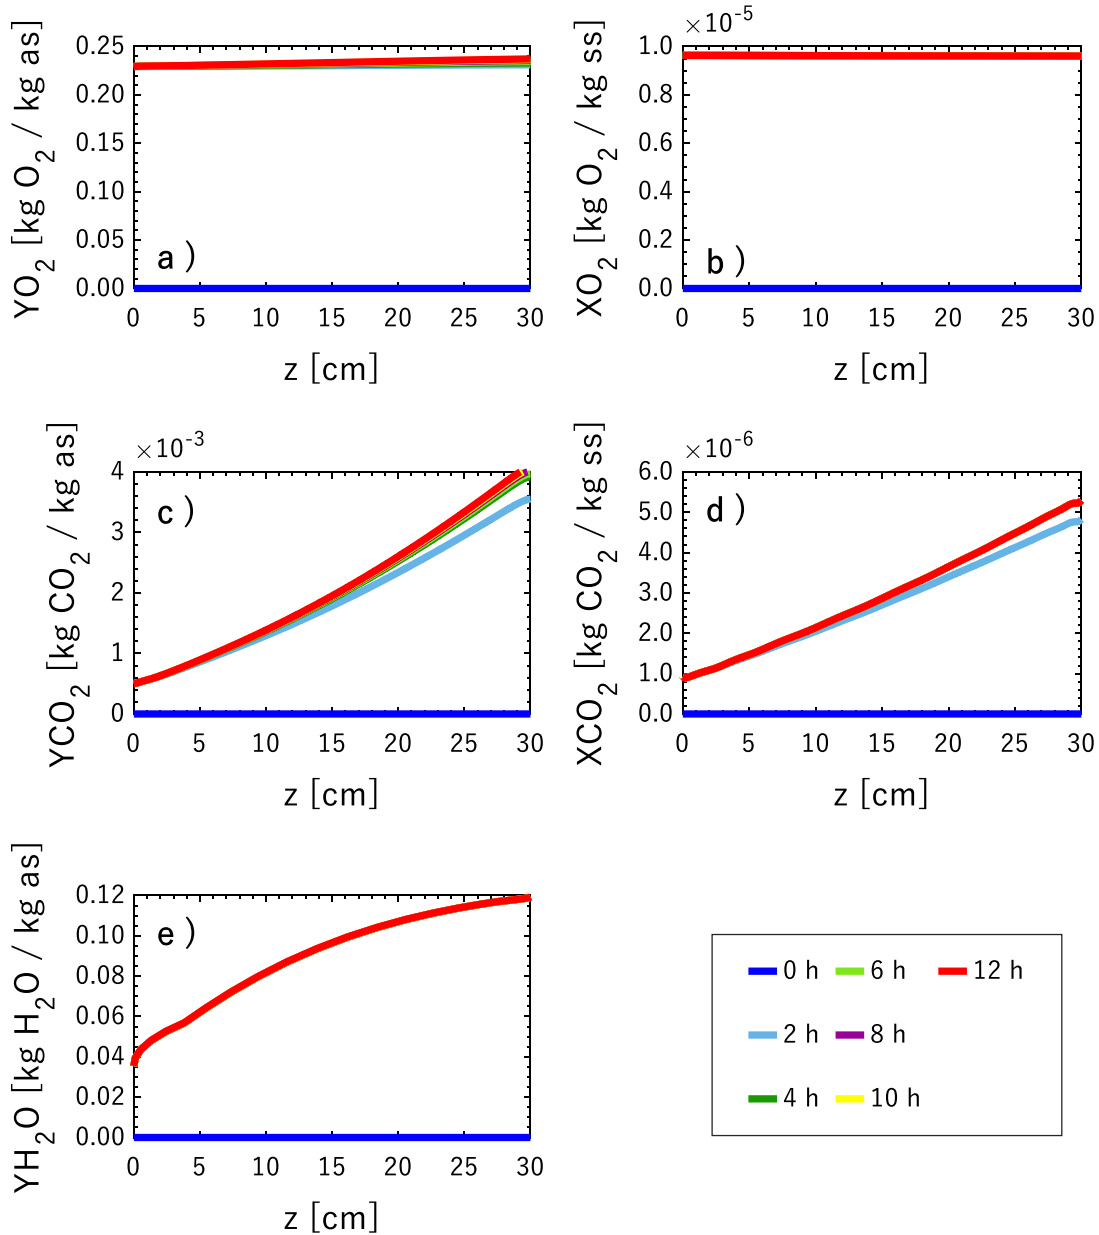 YO2 [kg O2 / kg as]
0.25
0.20
0.15
0.10
0.05
0.00
a )
0 5 10 15 20 25 30
z [cm]
×10-5
XO2 [kg O2 / kg ss]
1.0
0.8
0.6
0.4
0.2
0.0
b )
0 5 10 15 20 25 30
z [cm]
×10-3
YCO2 [kg CO2 / kg as]
4
3
2
1
0
c )
0 5 10 15 20 25 30
z [cm]
×10-6
XCO2 [kg CO2 / kg ss]
6.0
5.0
4.0
3.0
2.0
1.0
0.0
d )
0 5 10 15 20 25 30
z [cm]
YH2O [kg H2O / kg as]
0.12
0.10
0.08
0.06
0.04
0.02
0.00
e )
0 5 10 15 20 25 30
z [cm]
0 h 6 h 12 h
2 h 8 h
4 h 10 h